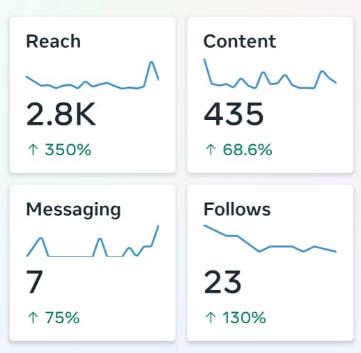 Reach
2.8K
↑ 350%
Content
435
↑ 68.6%
Messaging
7
↑ 75%
Follows
23
↑ 130%